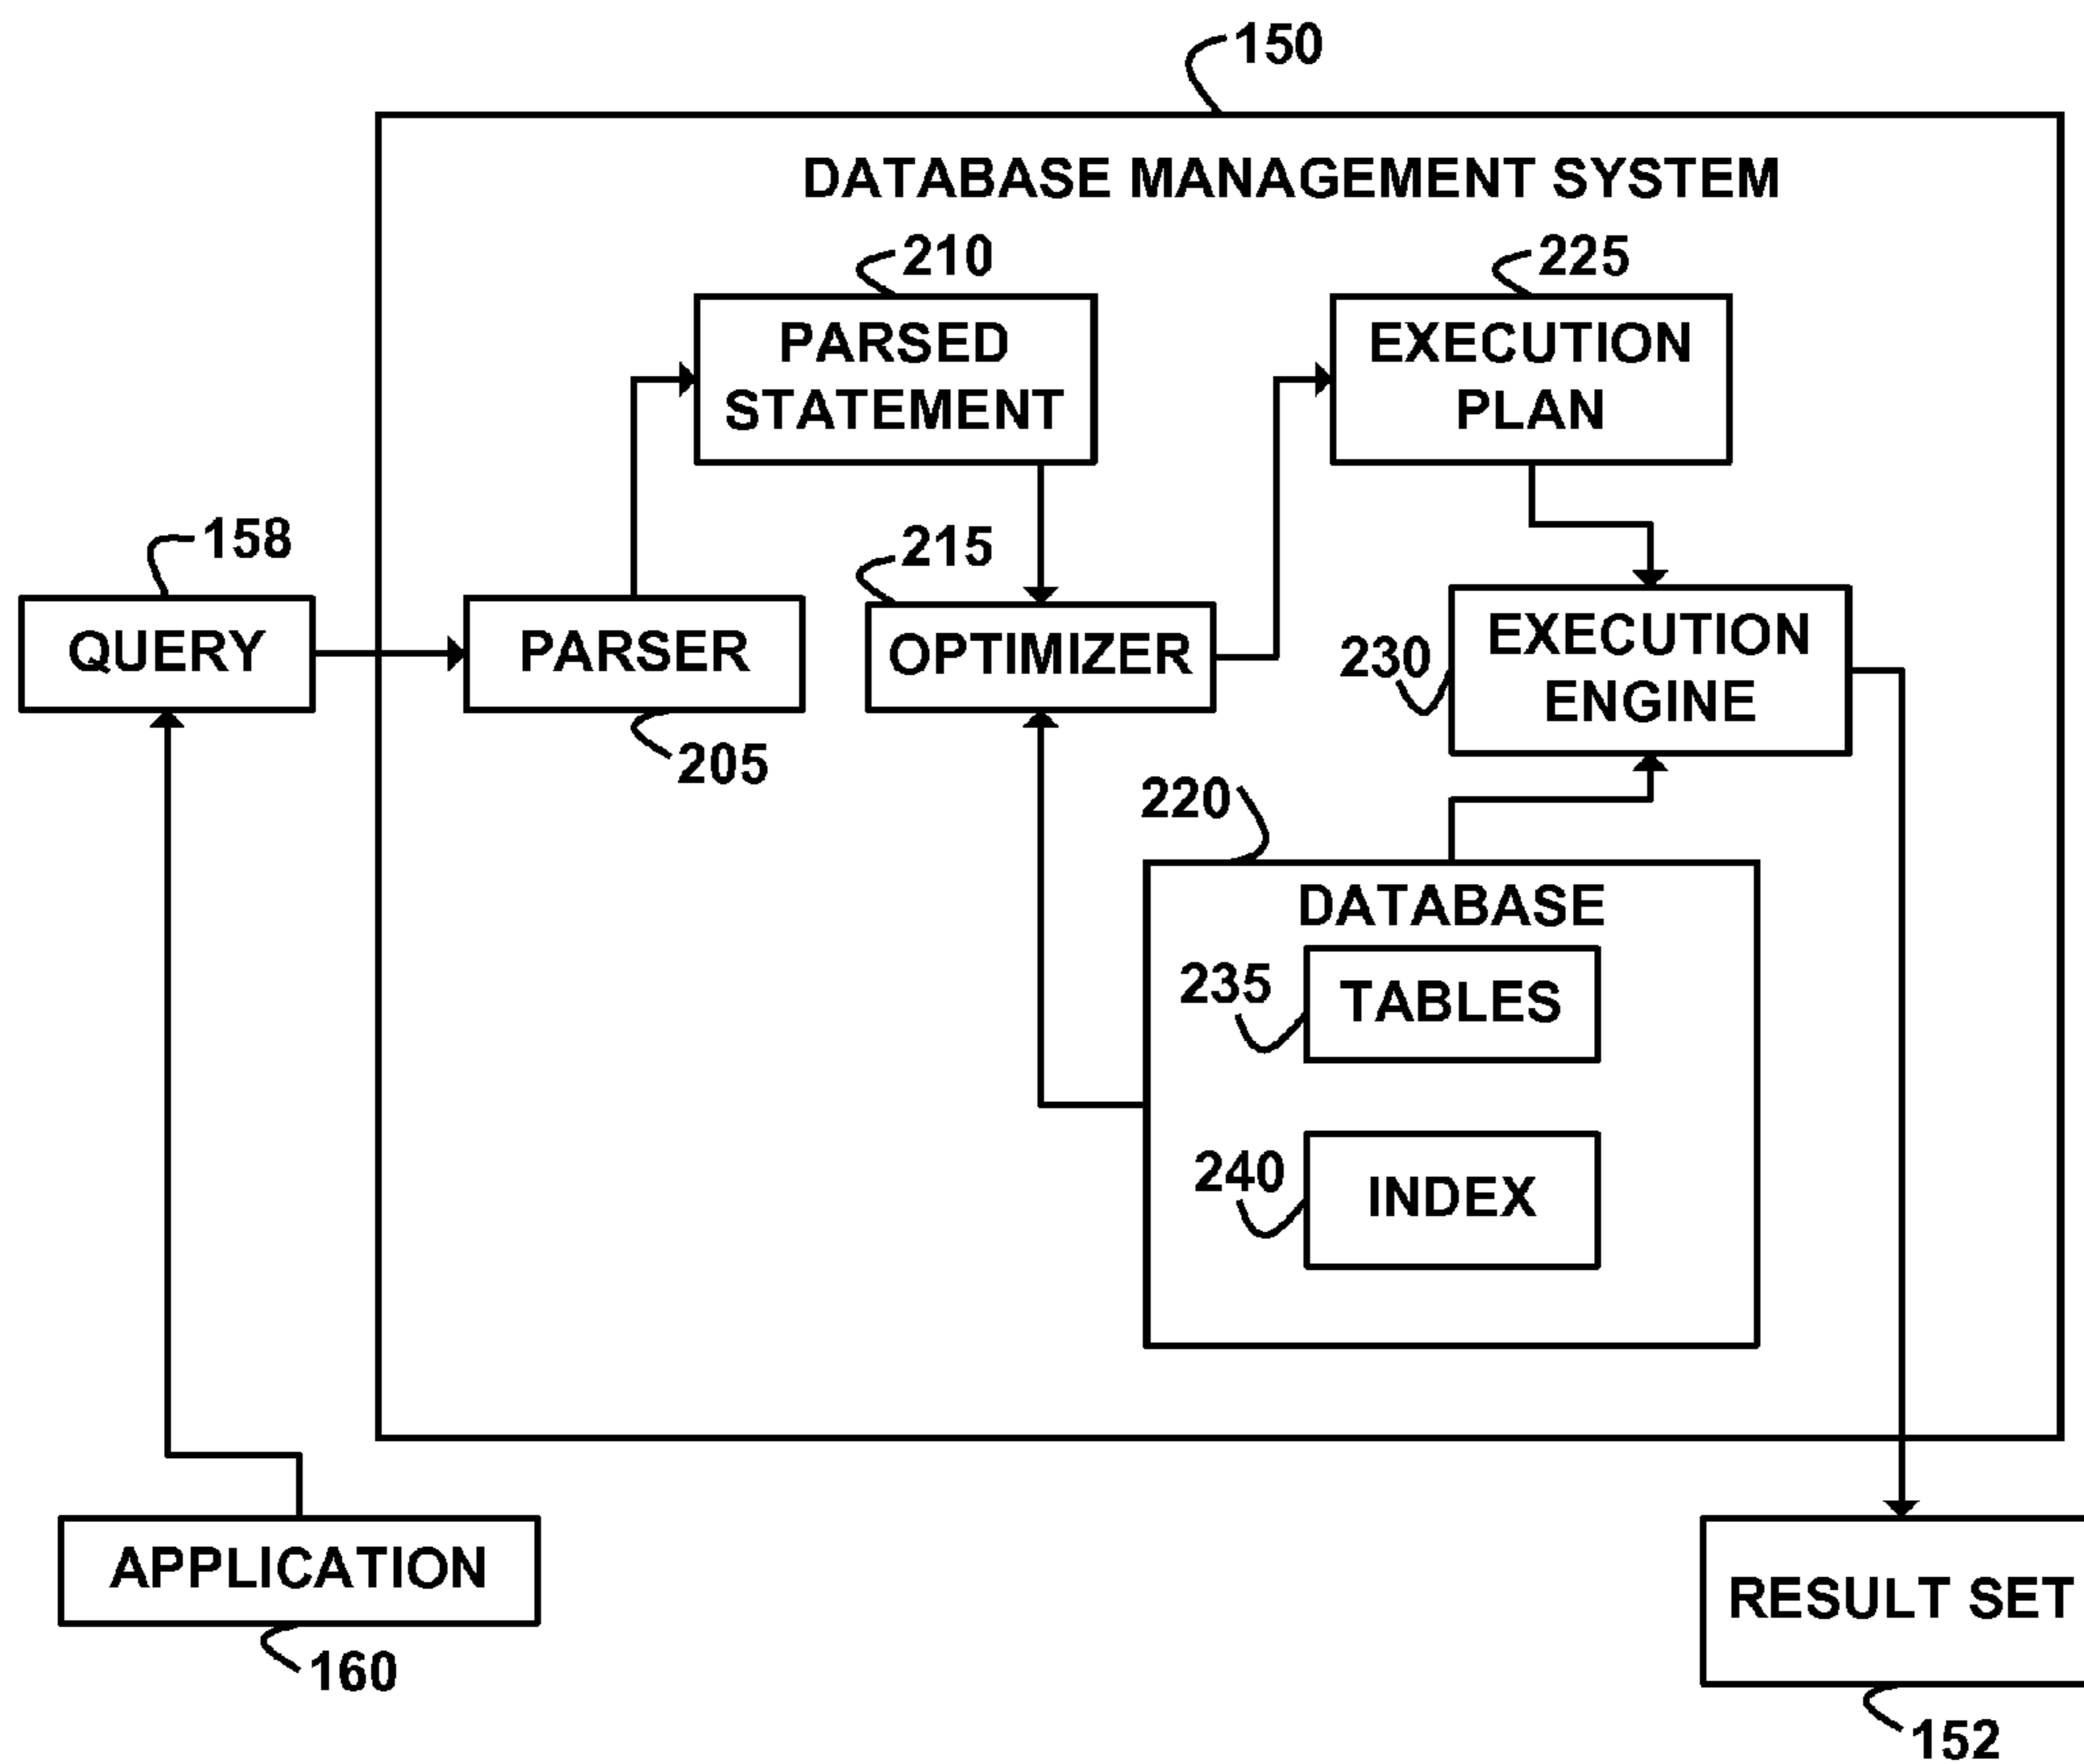 150
DATABASE MANAGEMENT SYSTEM
210
225
PARSED
STATEMENT
EXECUTION
PLAN
158
215
QUERY
PARSER
OPTIMIZER
230
EXECUTION
ENGINE
205
220
DATABASE
235
TABLES
240
INDEX
APPLICATION
160
RESULT SET
152